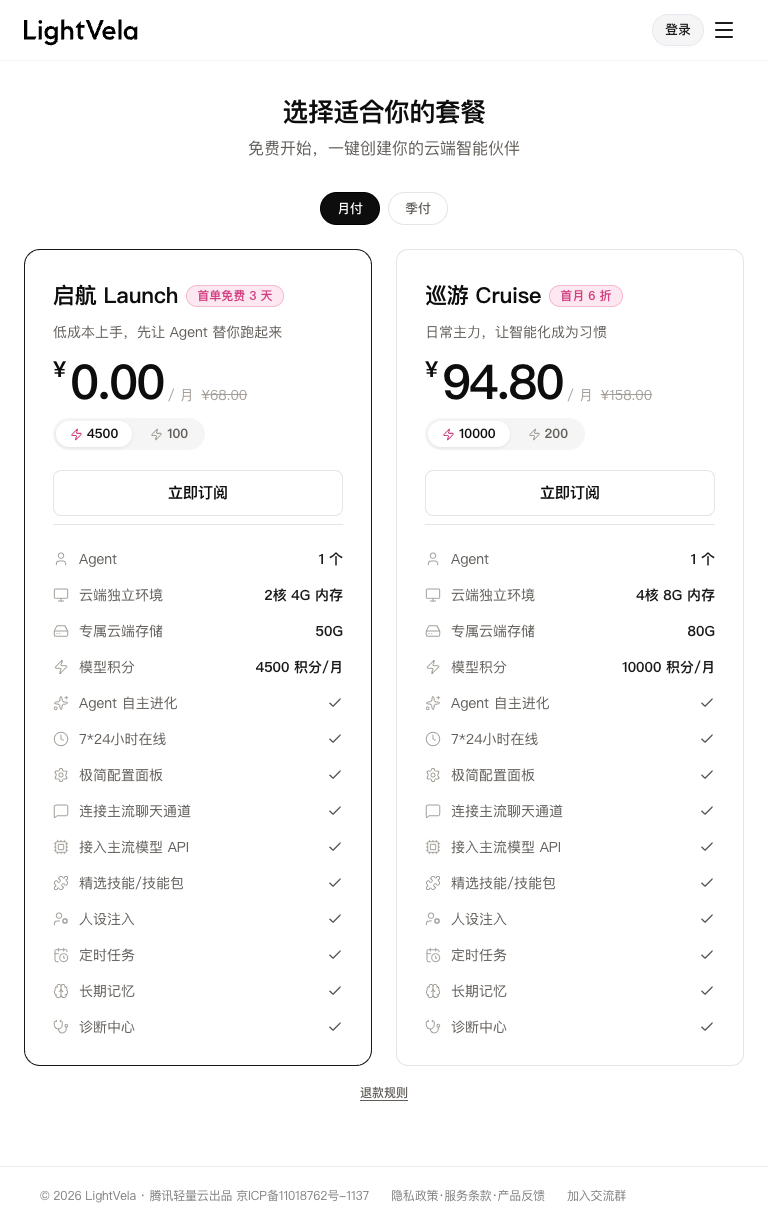 LightVela
登录
选择适合你的套餐
免费开始，一键创建你的云端智能伙伴
月付
季付
启航 Launch 首单免费 3 天
低成本上手，先让 Agent 替你跑起来
¥0.00 / 月 ¥68.00
4500 100
立即订阅
Agent 1 个
云端独立环境 2核 4G 内存
专属云端存储 50G
模型积分 4500 积分/月
Agent 自主进化
7*24小时在线
极简配置面板
连接主流聊天通道
接入主流模型 API
精选技能/技能包
人设注入
定时任务
长期记忆
诊断中心
巡游 Cruise 首月 6 折
日常主力，让智能化成为习惯
¥94.80 / 月 ¥158.00
10000 200
立即订阅
Agent 1 个
云端独立环境 4核 8G 内存
专属云端存储 80G
模型积分 10000 积分/月
Agent 自主进化
7*24小时在线
极简配置面板
连接主流聊天通道
接入主流模型 API
精选技能/技能包
人设注入
定时任务
长期记忆
诊断中心
退款规则
© 2026 LightVela · 腾讯轻量云出品 京ICP备11018762号-1137 隐私政策·服务条款·产品反馈 加入交流群